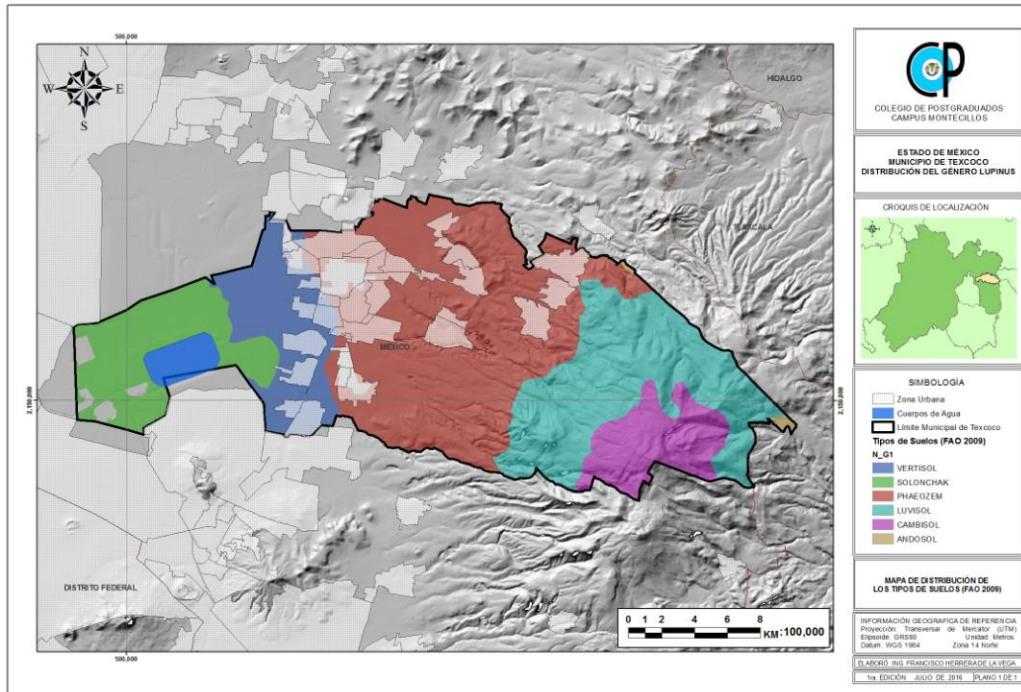 500,000
N
W E
S
HIDALGO
TLAXCALA
MÉXICO
2,150,000
2,150,000
DISTRITO FEDERAL
0 1 2 4 6 8
KM:100,000
500,000
CP
COLEGIO DE POSTGRADUADOS
CAMPUS MONTECILLOS
ESTADO DE MÉXICO
MUNICIPIO DE TEXCOCO
DISTRIBUCIÓN DEL GÉNERO LUPINUS
CROQUIS DE LOCALIZACIÓN
SIMBOLOGÍA
Zona Urbana
Cuerpos de Agua
Límite Municipal de Texcoco
Tipos de Suelos (FAO 2009)
N_G1
VERTISOL
SOLONCHAK
PHAEOZEM
LUVISOL
CAMBISOL
ANDOSOL
MAPA DE DISTRIBUCIÓN DE
LOS TIPOS DE SUELOS (FAO 2009)
INFORMACIÓN GEOGRAFICA DE REFERENCIA
Proyección: Transversal de Mercator (UTM)
Elipsoide: GRS80 Unidad Metros
Datum: WGS 1984 Zona 14 Norte
ELABORÓ: ING. FRANCISCO HERRERA DE LA VEGA
1ra. EDICIÓN JULIO DE 2016 PLANO 1 DE 1